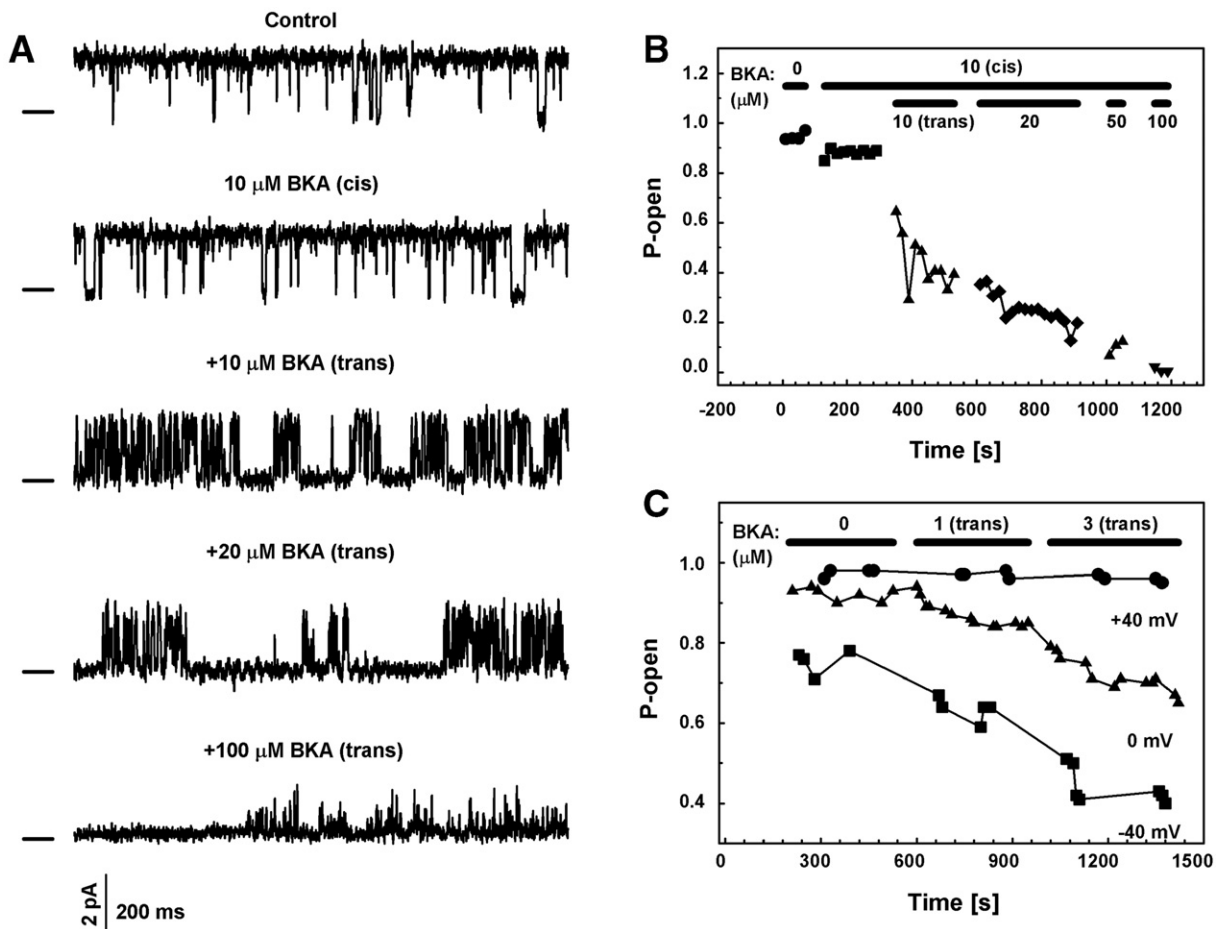 A
Control
10 μM BKA (cis)
+10 μM BKA (trans)
+20 μM BKA (trans)
+100 μM BKA (trans)
2 pA
200 ms
B
BKA:
(μM)
0
10 (cis)
10 (trans)
20
50
100
P-open
1.2
1.0
0.8
0.6
0.4
0.2
0.0
-200 0 200 400 600 800 1000 1200
Time [s]
C
BKA:
(μM)
0
1 (trans)
3 (trans)
P-open
1.0
0.8
0.6
0.4
+40 mV
0 mV
-40 mV
0 300 600 900 1200 1500
Time [s]